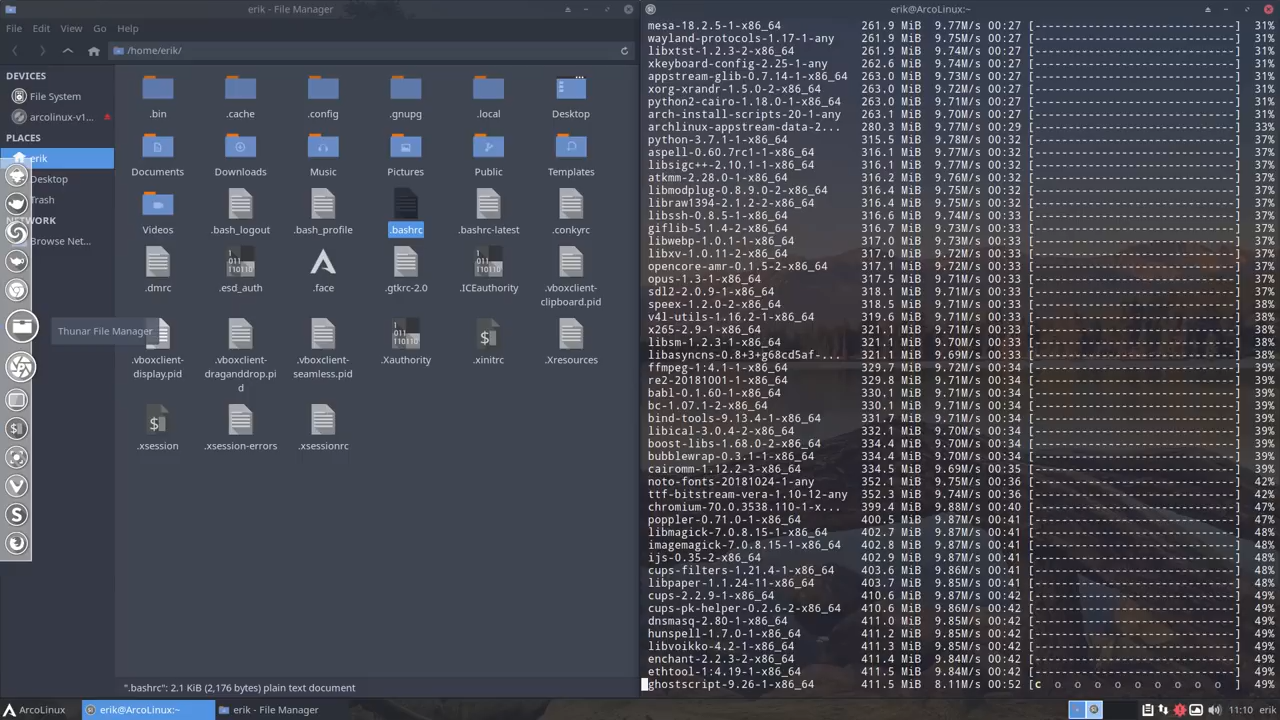 erik - File Manager
File Edit View Go Help
/home/erik/
DEVICES
File System
arcolinux-v1...
PLACES
erik
Desktop
Trash
NETWORK
Browse Net...
Thunar File Manager
.bin .cache .config .gnupg .local Desktop
Documents Downloads Music Pictures Public Templates
Videos .bash_logout .bash_profile .bashrc .bashrc-latest .conkyrc
.dmrc .esd_auth .face .gtkrc-2.0 .ICEauthority .vboxclient-
clipboard.pid
.vboxclient- .vboxclient- .vboxclient- .Xauthority .xinitrc .Xresources
display.pid draganddrop.pi seamless.pid
d
.xsession .xsession-errors .xsessionrc
".bashrc": 2.1 KiB (2,176 bytes) plain text document
erik@ArcoLinux:~
mesa-18.2.5-1-x86_64 261.9 MiB 9.77M/s 00:27 [----------------------------] 31%
wayland-protocols-1.17-1-any 261.9 MiB 9.75M/s 00:27 [----------------------------] 31%
libxtst-1.2.3-2-x86_64 261.9 MiB 9.74M/s 00:27 [----------------------------] 31%
xkeyboard-config-2.25-1-any 262.6 MiB 9.74M/s 00:27 [----------------------------] 31%
appstream-glib-0.7.14-1-x86_64 263.0 MiB 9.73M/s 00:27 [----------------------------] 31%
xorg-xrandr-1.5.0-2-x86_64 263.0 MiB 9.72M/s 00:27 [----------------------------] 31%
python2-cairo-1.18.0-1-x86_64 263.0 MiB 9.71M/s 00:27 [----------------------------] 31%
arch-install-scripts-20-1-any 263.1 MiB 9.70M/s 00:27 [----------------------------] 31%
archlinux-appstream-data-2... 280.3 MiB 9.73M/s 00:29 [----------------------------] 33%
python-3.7.1-1-x86_64 315.5 MiB 9.78M/s 00:32 [----------------------------] 37%
aspell-0.60.7rc1-1-x86_64 316.0 MiB 9.77M/s 00:32 [----------------------------] 37%
libsigc++-2.10.1-1-x86_64 316.1 MiB 9.77M/s 00:32 [----------------------------] 37%
atkmm-2.28.0-1-x86_64 316.2 MiB 9.76M/s 00:32 [----------------------------] 37%
libmodplug-0.8.9.0-2-x86_64 316.4 MiB 9.75M/s 00:32 [----------------------------] 37%
libraw1394-2.1.2-2-x86_64 316.4 MiB 9.74M/s 00:32 [----------------------------] 37%
libssh-0.8.5-1-x86_64 316.6 MiB 9.74M/s 00:33 [----------------------------] 37%
giflib-5.1.4-2-x86_64 316.7 MiB 9.73M/s 00:33 [----------------------------] 37%
libwebp-1.0.1-1-x86_64 317.0 MiB 9.73M/s 00:33 [----------------------------] 37%
libxv-1.0.11-2-x86_64 317.0 MiB 9.72M/s 00:33 [----------------------------] 37%
opencore-amr-0.1.5-2-x86_64 317.1 MiB 9.72M/s 00:33 [----------------------------] 37%
opus-1.3-1-x86_64 317.5 MiB 9.71M/s 00:33 [----------------------------] 37%
sdl2-2.0.9-1-x86_64 318.1 MiB 9.71M/s 00:33 [----------------------------] 37%
speex-1.2.0-2-x86_64 318.5 MiB 9.71M/s 00:33 [----------------------------] 38%
v4l-utils-1.16.2-1-x86_64 319.6 MiB 9.71M/s 00:33 [----------------------------] 38%
x265-2.9-1-x86_64 321.1 MiB 9.71M/s 00:33 [----------------------------] 38%
libsm-1.2.3-1-x86_64 321.1 MiB 9.70M/s 00:33 [----------------------------] 38%
libasyncns-0.8+3+g68cd5af-... 321.1 MiB 9.69M/s 00:33 [----------------------------] 38%
ffmpeg-1:4.1-1-x86_64 329.7 MiB 9.72M/s 00:34 [----------------------------] 39%
re2-20181001-1-x86_64 329.8 MiB 9.71M/s 00:34 [----------------------------] 39%
babl-0.1.60-1-x86_64 330.1 MiB 9.71M/s 00:34 [----------------------------] 39%
bc-1.07.1-2-x86_64 330.1 MiB 9.70M/s 00:34 [----------------------------] 39%
bind-tools-9.13.4-1-x86_64 331.7 MiB 9.71M/s 00:34 [----------------------------] 39%
libical-3.0.4-2-x86_64 332.1 MiB 9.70M/s 00:34 [----------------------------] 39%
boost-libs-1.68.0-2-x86_64 334.4 MiB 9.70M/s 00:34 [----------------------------] 39%
bubblewrap-0.3.1-1-x86_64 334.4 MiB 9.70M/s 00:34 [----------------------------] 39%
cairomm-1.12.2-3-x86_64 334.5 MiB 9.69M/s 00:35 [----------------------------] 39%
noto-fonts-20181024-1-any 352.1 MiB 9.75M/s 00:36 [----------------------------] 42%
ttf-bitstream-vera-1.10-12-any 352.3 MiB 9.74M/s 00:36 [----------------------------] 42%
chromium-70.0.3538.110-1-x... 399.4 MiB 9.88M/s 00:40 [----------------------------] 47%
poppler-0.71.0-1-x86_64 400.5 MiB 9.87M/s 00:41 [----------------------------] 47%
libmagick-7.0.8.15-1-x86_64 402.7 MiB 9.87M/s 00:41 [----------------------------] 48%
imagemagick-7.0.8.15-1-x86_64 402.8 MiB 9.87M/s 00:41 [----------------------------] 48%
ijs-0.35-2-x86_64 402.9 MiB 9.86M/s 00:41 [----------------------------] 48%
cups-filters-1.21.4-1-x86_64 403.6 MiB 9.86M/s 00:41 [----------------------------] 48%
libpaper-1.1.24-11-x86_64 403.7 MiB 9.85M/s 00:41 [----------------------------] 48%
cups-2.2.9-1-x86_64 410.6 MiB 9.87M/s 00:42 [----------------------------] 49%
cups-pk-helper-0.2.6-2-x86_64 410.6 MiB 9.86M/s 00:42 [----------------------------] 49%
dnsmasq-2.80-1-x86_64 411.0 MiB 9.85M/s 00:42 [----------------------------] 49%
hunspell-1.7.0-1-x86_64 411.2 MiB 9.85M/s 00:42 [----------------------------] 49%
libvoikko-4.2-1-x86_64 411.3 MiB 9.85M/s 00:42 [----------------------------] 49%
enchant-2.2.3-2-x86_64 411.4 MiB 9.84M/s 00:42 [----------------------------] 49%
ethtool-1:4.19-1-x86_64 411.5 MiB 9.84M/s 00:42 [----------------------------] 49%
ghostscript-9.26-1-x86_64 411.5 MiB 8.11M/s 00:52 [c o o o o o o o o ] 49%
ArcoLinux erik@ArcoLinux:~ erik - File Manager 11:10 erik